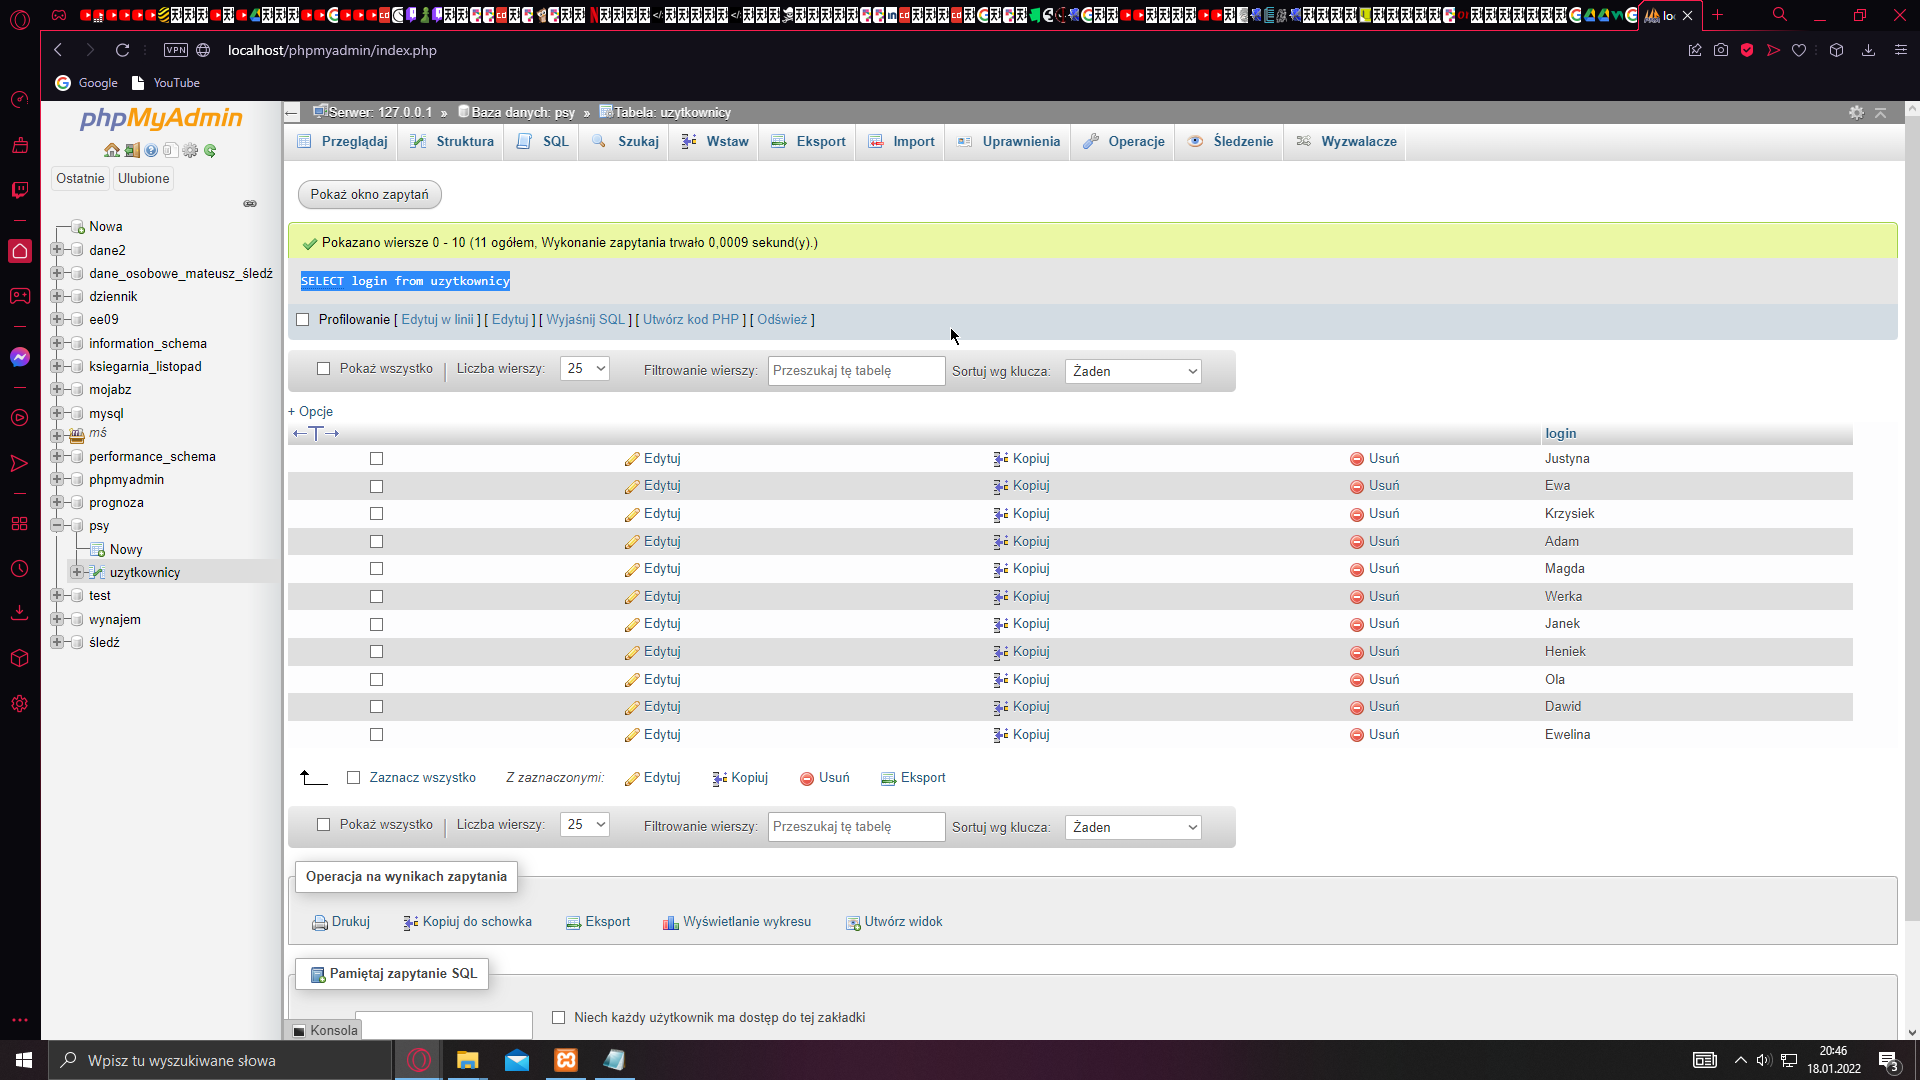 lo
VPN
localhost/phpmyadmin/index.php
Google
YouTube
phpMyAdmin
Ostatnie
Ulubione
Nowa
dane2
dane_osobowe_mateusz_śledź
dziennik
ee09
information_schema
ksiegarnia_listopad
mojabz
mysql
mś
performance_schema
phpmyadmin
prognoza
psy
Nowy
uzytkownicy
test
wynajem
śledź
Serwer: 127.0.0.1 » Baza danych: psy » Tabela: uzytkownicy
Przeglądaj Struktura SQL Szukaj Wstaw Eksport Import Uprawnienia Operacje Śledzenie Wyzwalacze
Pokaż okno zapytań
Pokazano wiersze 0 - 10 (11 ogółem, Wykonanie zapytania trwało 0,0009 sekund(y).)
SELECT login from uzytkownicy
Profilowanie [ Edytuj w linii ] [ Edytuj ] [ Wyjaśnij SQL ] [ Utwórz kod PHP ] [ Odśwież ]
Pokaż wszystko | Liczba wierszy: 25 Filtrowanie wierszy: Przeszukaj tę tabelę Sortuj wg klucza: Żaden
+ Opcje
←T→ login
Edytuj Kopiuj Usuń Justyna
Edytuj Kopiuj Usuń Ewa
Edytuj Kopiuj Usuń Krzysiek
Edytuj Kopiuj Usuń Adam
Edytuj Kopiuj Usuń Magda
Edytuj Kopiuj Usuń Werka
Edytuj Kopiuj Usuń Janek
Edytuj Kopiuj Usuń Heniek
Edytuj Kopiuj Usuń Ola
Edytuj Kopiuj Usuń Dawid
Edytuj Kopiuj Usuń Ewelina
Zaznacz wszystko Z zaznaczonymi: Edytuj Kopiuj Usuń Eksport
Pokaż wszystko | Liczba wierszy: 25 Filtrowanie wierszy: Przeszukaj tę tabelę Sortuj wg klucza: Żaden
Operacja na wynikach zapytania
Drukuj Kopiuj do schowka Eksport Wyświetlanie wykresu Utwórz widok
Pamiętaj zapytanie SQL
Niech każdy użytkownik ma dostęp do tej zakładki
Konsola
Wpisz tu wyszukiwane słowa
20:46
18.01.2022
3